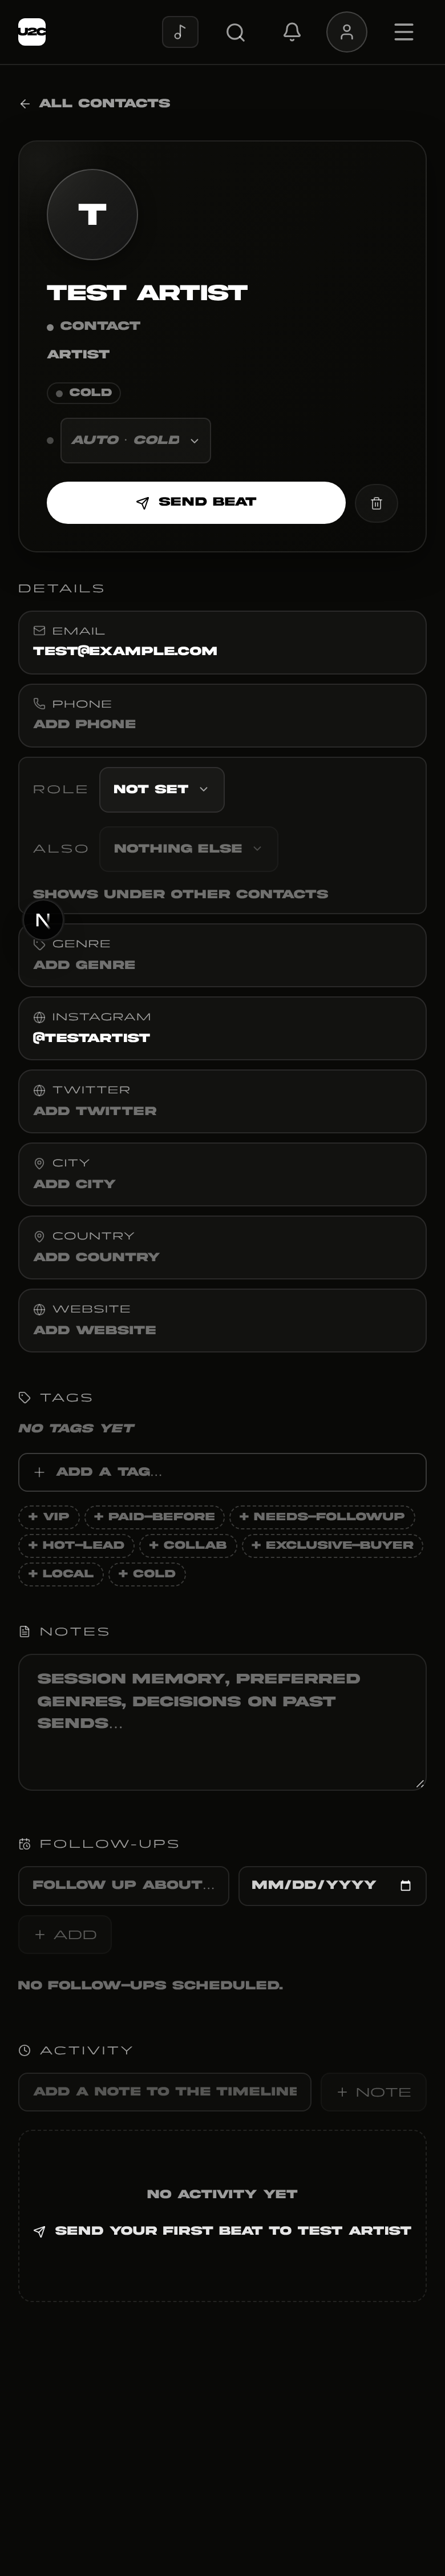 U2C
ALL CONTACTS
T
TEST ARTIST
CONTACT
ARTIST
COLD
AUTO · COLD
SEND BEAT
DETAILS
EMAIL
TEST@EXAMPLE.COM
PHONE
ADD PHONE
ROLE NOT SET
ALSO NOTHING ELSE
SHOWS UNDER OTHER CONTACTS
N
GENRE
ADD GENRE
INSTAGRAM
@TESTARTIST
TWITTER
ADD TWITTER
CITY
ADD CITY
COUNTRY
ADD COUNTRY
WEBSITE
ADD WEBSITE
TAGS
NO TAGS YET
ADD A TAG...
+ VIP + PAID-BEFORE + NEEDS-FOLLOWUP
+ HOT-LEAD + COLLAB + EXCLUSIVE-BUYER
+ LOCAL + COLD
NOTES
SESSION MEMORY, PREFERRED
GENRES, DECISIONS ON PAST
SENDS...
FOLLOW-UPS
FOLLOW UP ABOUT... MM/DD/YYYY
+ ADD
NO FOLLOW-UPS SCHEDULED.
ACTIVITY
ADD A NOTE TO THE TIMELINE + NOTE
NO ACTIVITY YET
SEND YOUR FIRST BEAT TO TEST ARTIST